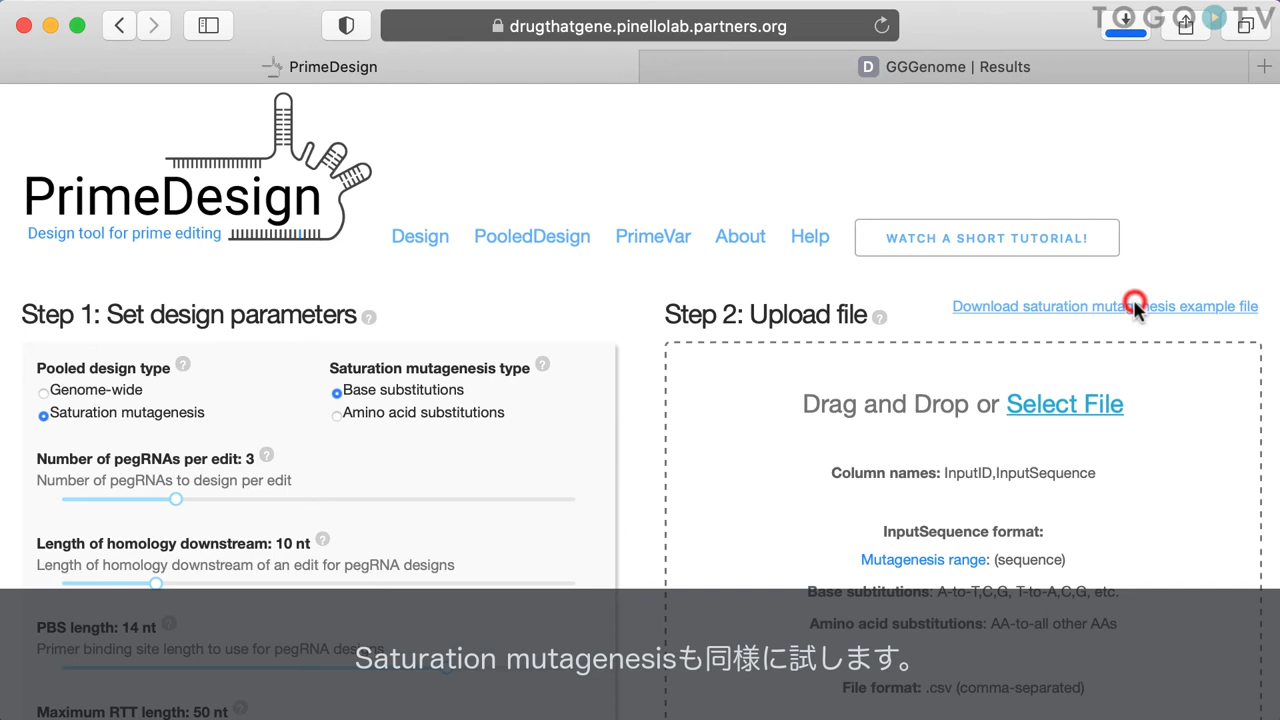 TOGO TV
drugthatgene.pinellolab.partners.org
PrimeDesign
D GGGenome | Results
PrimeDesign
Design tool for prime editing
Design PooledDesign PrimeVar About Help WATCH A SHORT TUTORIAL!
Step 1: Set design parameters ?
Pooled design type ?
Genome-wide
Saturation mutagenesis
Saturation mutagenesis type ?
Base substitutions
Amino acid substitutions
Number of pegRNAs per edit: 3 ?
Number of pegRNAs to design per edit
Length of homology downstream: 10 nt ?
Length of homology downstream of an edit for pegRNA designs
PBS length: 14 nt ?
Primer binding site length to use for pegRNA designs
Maximum RTT length: 50 nt ?
Step 2: Upload file ?
Download saturation mutagenesis example file
Drag and Drop or Select File
Column names: InputID,InputSequence
InputSequence format:
Mutagenesis range: (sequence)
Base subtitutions: A-to-T,C,G, T-to-A,C,G, etc.
Amino acid substitutions: AA-to-all other AAs
File format: .csv (comma-separated)
Saturation mutagenesisも同様に試します。